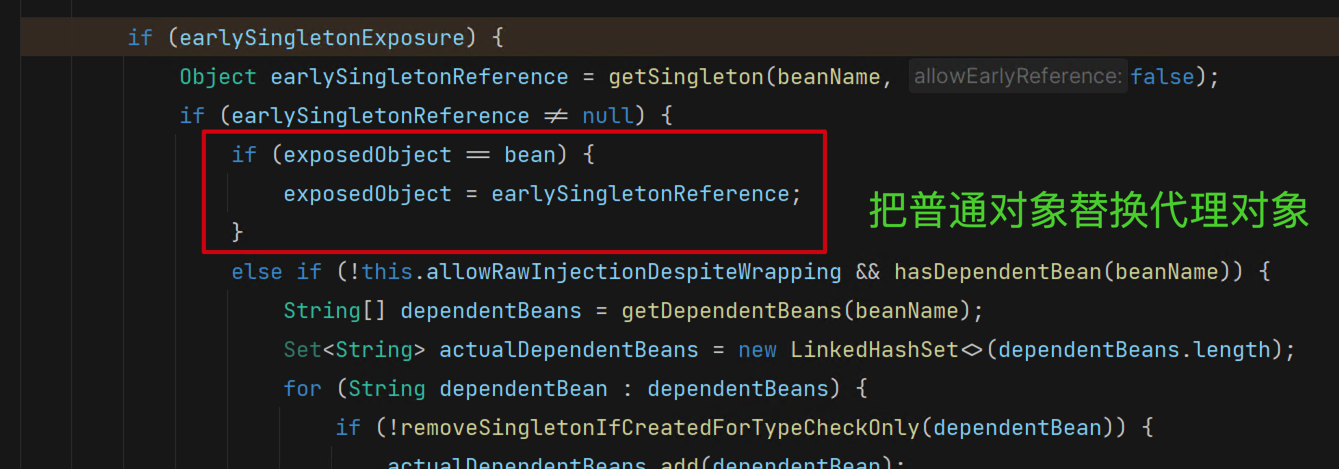 if (earlySingletonExposure) {
Object earlySingletonReference = getSingleton(beanName, allowEarlyReference: false);
if (earlySingletonReference != null) {
if (exposedObject == bean) {
exposedObject = earlySingletonReference;
}
把普通对象替换代理对象
else if (!this.allowRawInjectionDespiteWrapping && hasDependentBean(beanName)) {
String[] dependentBeans = getDependentBeans(beanName);
Set<String> actualDependentBeans = new LinkedHashSet<>(dependentBeans.length);
for (String dependentBean : dependentBeans) {
if (!removeSingletonIfCreatedForTypeCheckOnly(dependentBean)) {
actualDependentBeans.add(dependentBean);